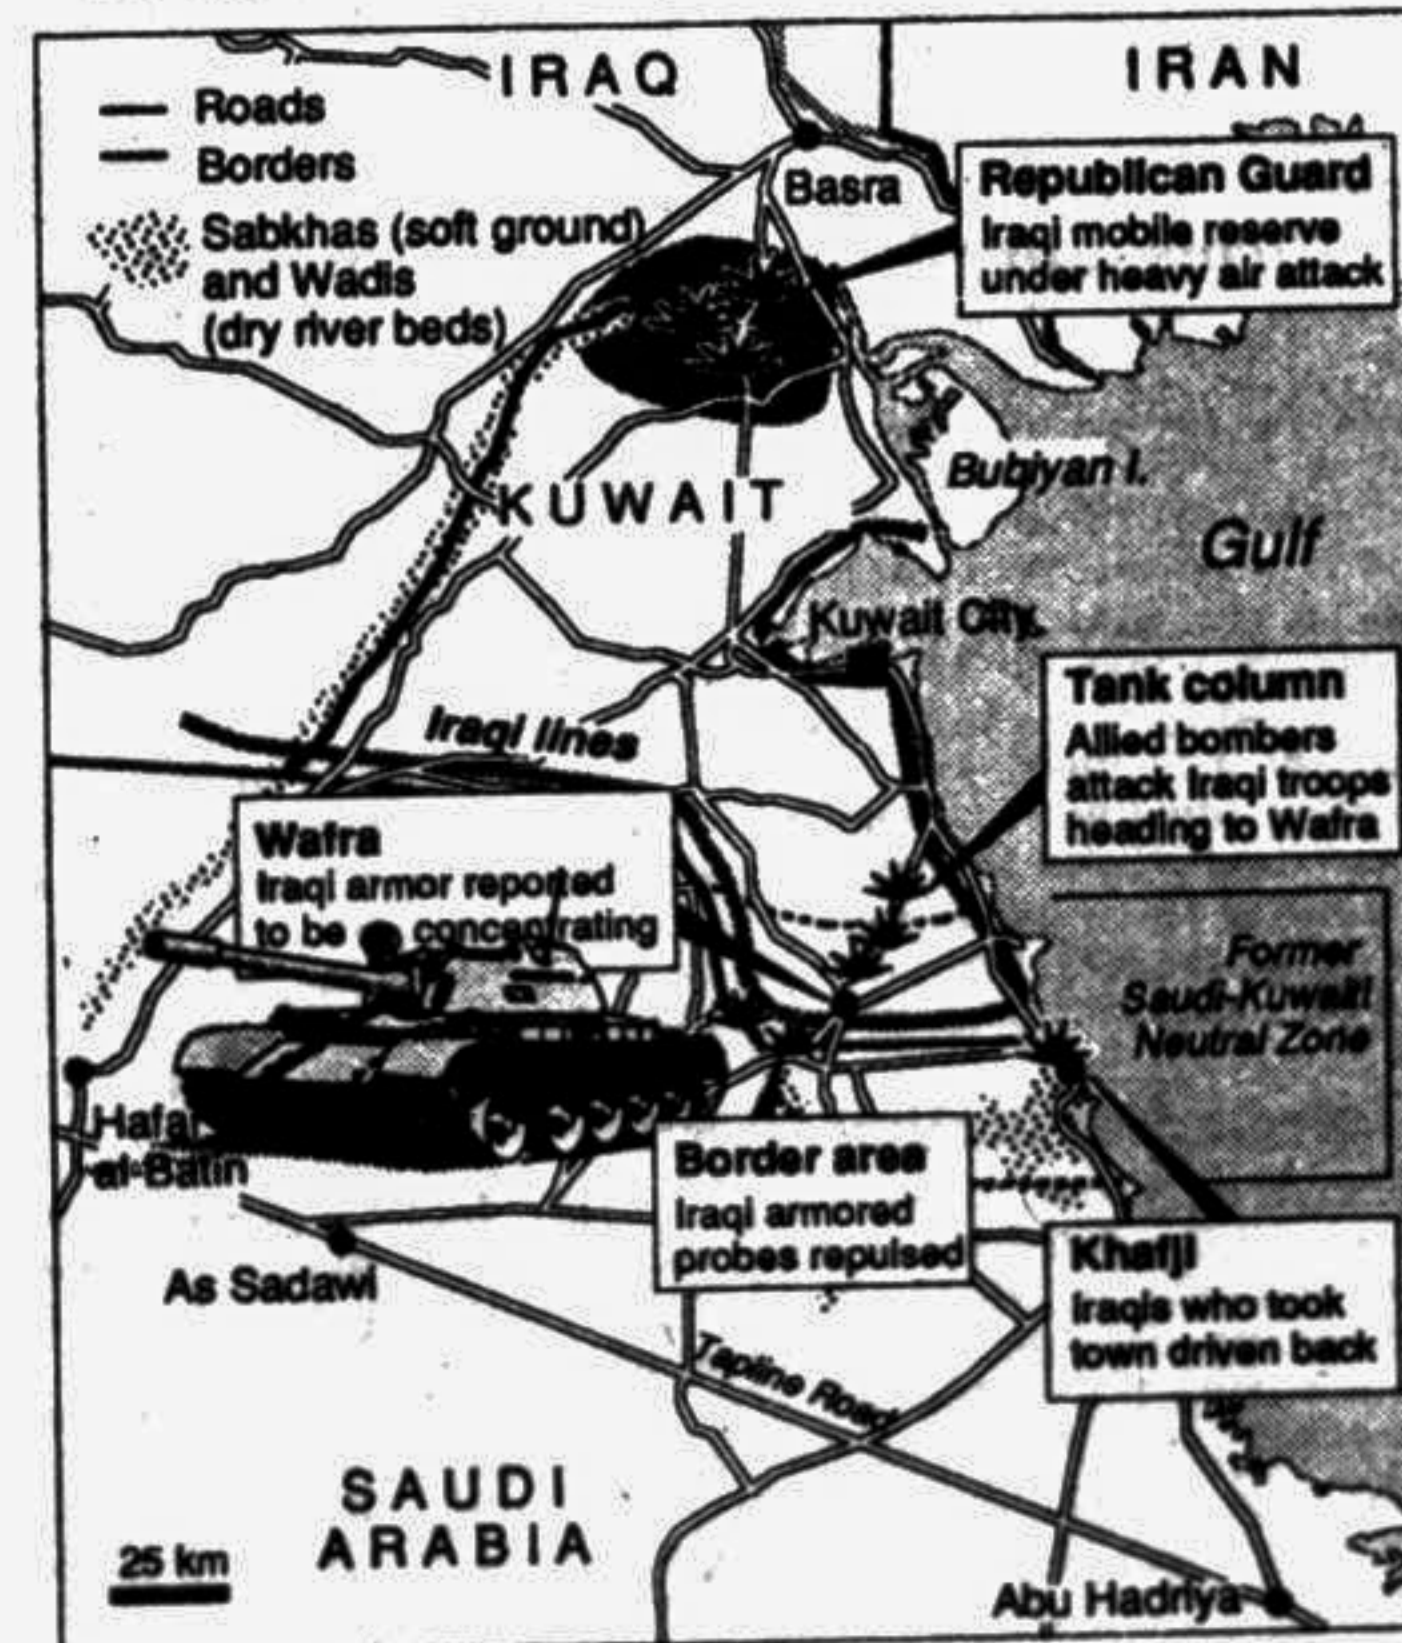 IRAQ
IRAN
Roads
Borders
Sabkhas (soft ground)
and Wadis
(dry river beds)
Basra
Republican Guard
Iraqi mobile reserve
under heavy air attack
Bubiyan I.
KUWAIT
Gulf
Kuwait City
Iraqi lines
Tank column
Allied bombers
attack Iraqi troops
heading to Wafra
Wafra
Iraqi armor reported
to be concentrating
Former
Saudi-Kuwaiti
Neutral Zone
Hafar
al-Batin
Border area
Iraqi armored
probes repulsed
As Sadawi
Khafji
Iraqis who took
town driven back
Tapline Road
SAUDI
ARABIA
25 km
Abu Hadriya